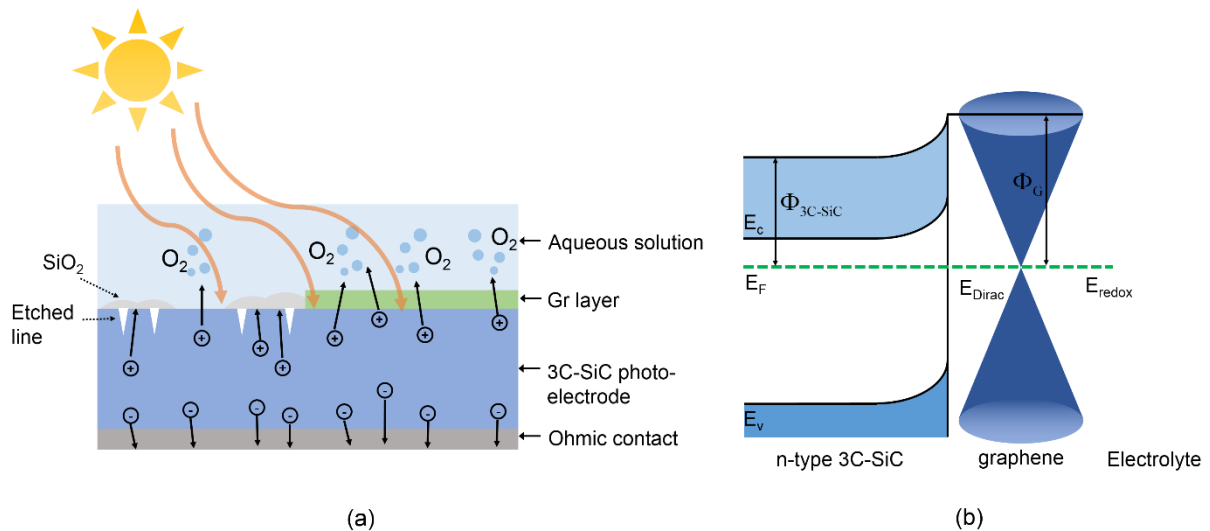 O₂
O₂
O₂
O₂
Aqueous solution
SiO₂
Gr layer
Etched
line
+
+
+
+
+
+
+
3C-SiC photo-
electrode
-
-
-
-
-
-
-
-
Ohmic contact
(a)
Φ3C-SiC
ΦG
Ec
EF
EDirac
Eredox
Ev
n-type 3C-SiC
graphene
Electrolyte
(b)